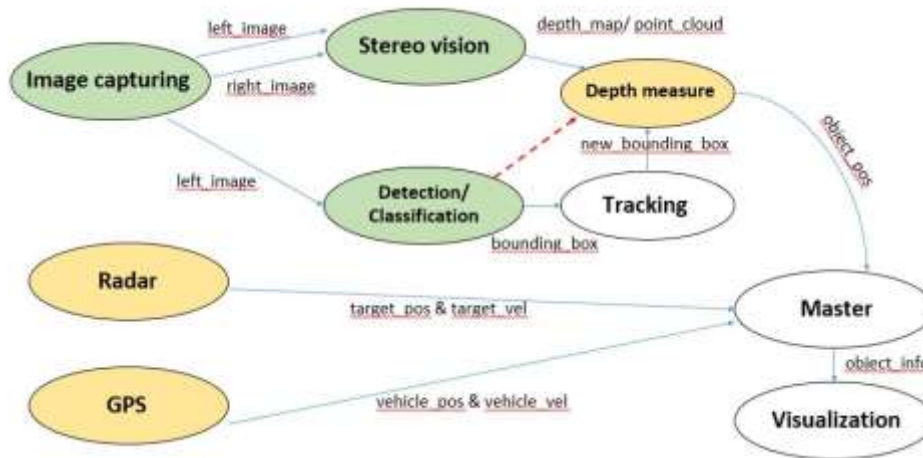 left_image
Stereo vision
depth_map/ point_cloud
Image capturing
right_image
Depth measure
object_pos
new_bounding_box
left_image
Detection/
Classification
Tracking
bounding_box
Radar
target_pos & target_vel
Master
object_info
GPS
vehicle_pos & vehicle_vel
Visualization